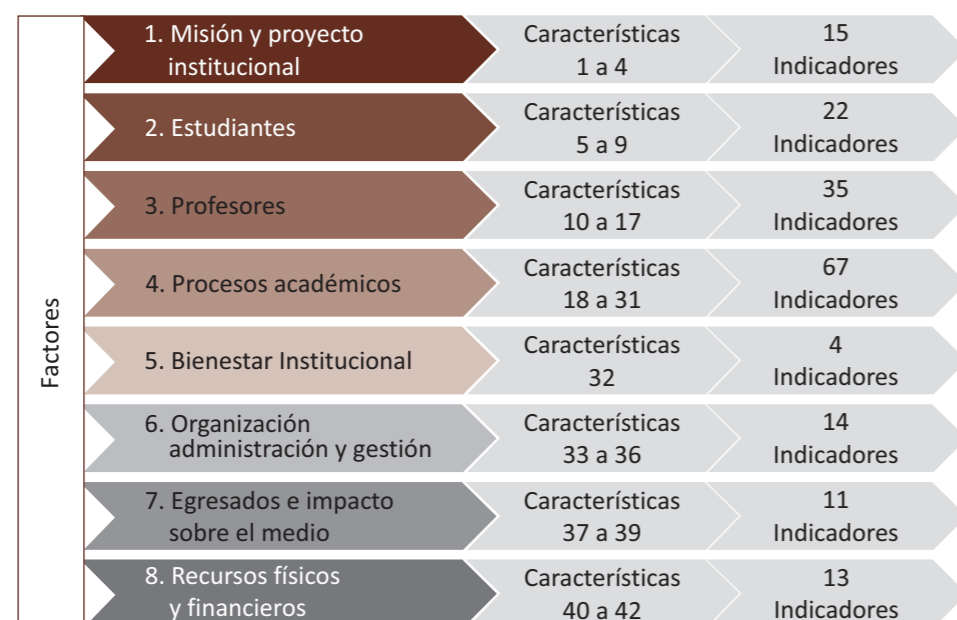 Factores
1. Misión y proyecto
institucional
Características
1 a 4
15
Indicadores
2. Estudiantes
Características
5 a 9
22
Indicadores
3. Profesores
Características
10 a 17
35
Indicadores
4. Procesos académicos
Características
18 a 31
67
Indicadores
5. Bienestar Institucional
Características
32
4
Indicadores
6. Organización
administración y gestión
Características
33 a 36
14
Indicadores
7. Egresados e impacto
sobre el medio
Características
37 a 39
11
Indicadores
8. Recursos físicos
y financieros
Características
40 a 42
13
Indicadores